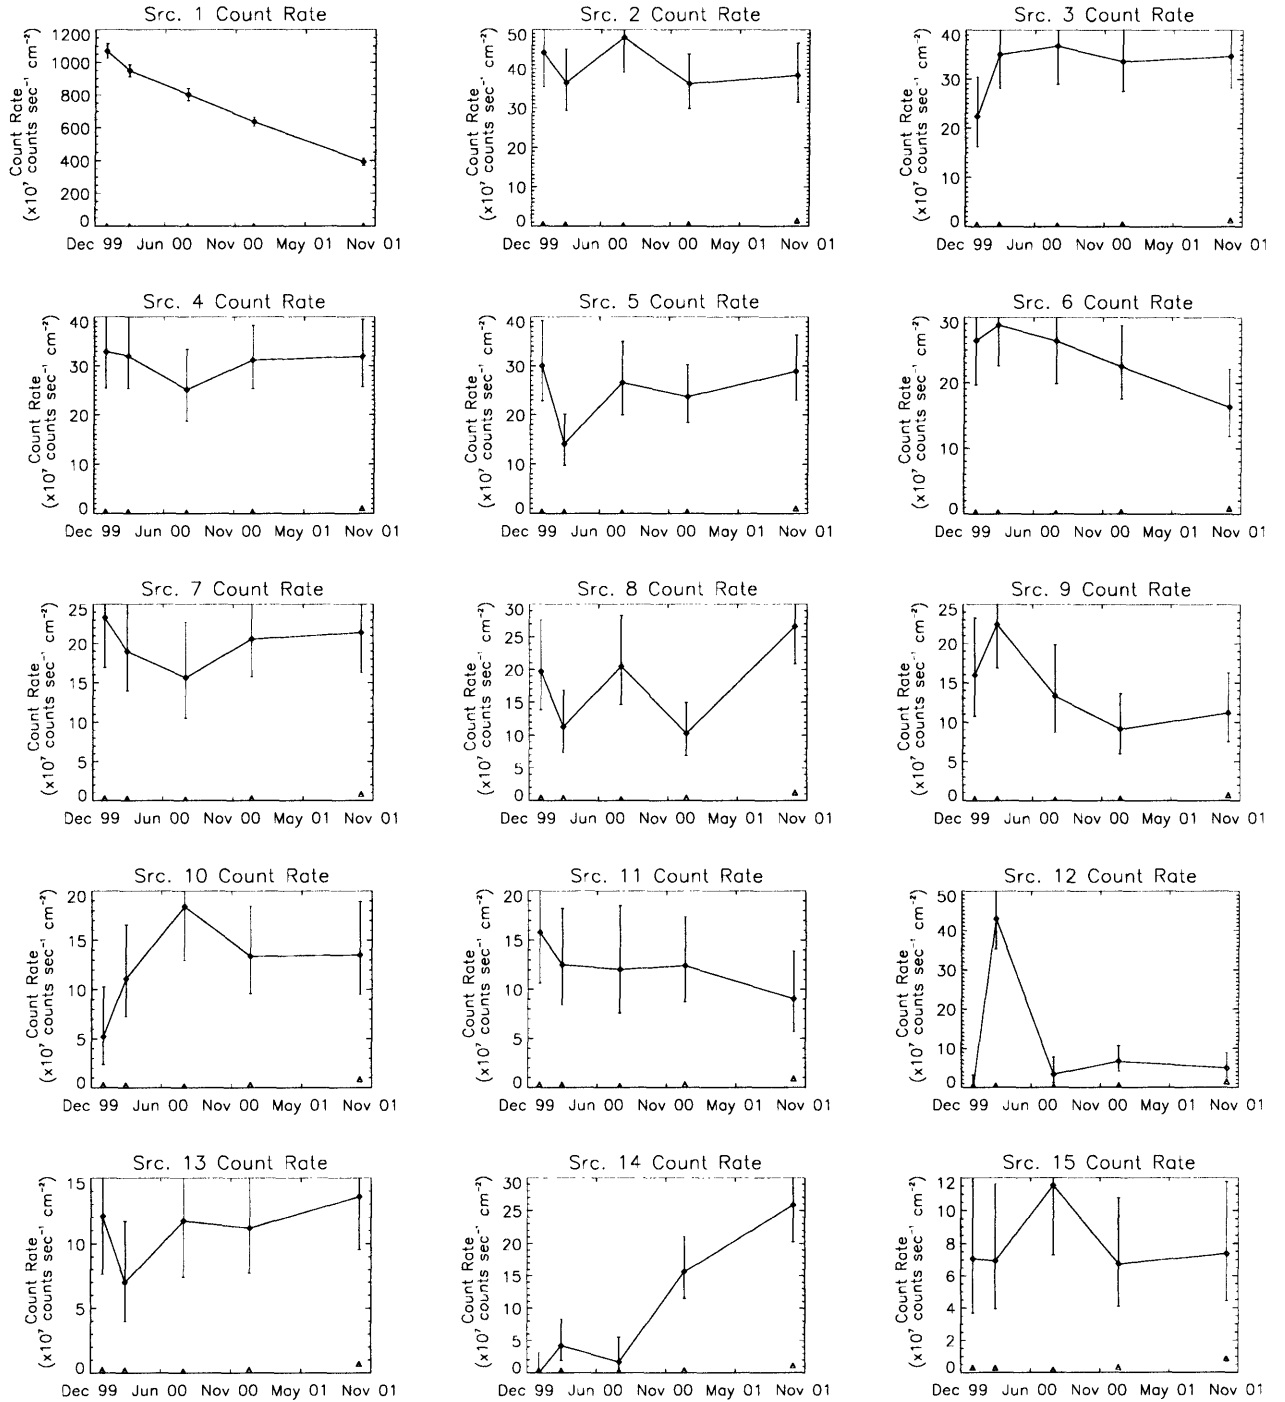 Src. 1 Count Rate
Count Rate
(x10⁷ counts sec⁻¹ cm⁻²)
1200
1000
800
600
400
200
0
Dec 99 Jun 00 Nov 00 May 01 Nov 01
Src. 2 Count Rate
Count Rate
(x10⁷ counts sec⁻¹ cm⁻²)
50
40
30
20
10
0
Dec 99 Jun 00 Nov 00 May 01 Nov 01
Src. 3 Count Rate
Count Rate
(x10⁷ counts sec⁻¹ cm⁻²)
40
30
20
10
0
Dec 99 Jun 00 Nov 00 May 01 Nov 01
Src. 4 Count Rate
Count Rate
(x10⁷ counts sec⁻¹ cm⁻²)
40
30
20
10
0
Dec 99 Jun 00 Nov 00 May 01 Nov 01
Src. 5 Count Rate
Count Rate
(x10⁷ counts sec⁻¹ cm⁻²)
40
30
20
10
0
Dec 99 Jun 00 Nov 00 May 01 Nov 01
Src. 6 Count Rate
Count Rate
(x10⁷ counts sec⁻¹ cm⁻²)
30
20
10
0
Dec 99 Jun 00 Nov 00 May 01 Nov 01
Src. 7 Count Rate
Count Rate
(x10⁷ counts sec⁻¹ cm⁻²)
25
20
15
10
5
0
Dec 99 Jun 00 Nov 00 May 01 Nov 01
Src. 8 Count Rate
Count Rate
(x10⁷ counts sec⁻¹ cm⁻²)
30
25
20
15
10
5
0
Dec 99 Jun 00 Nov 00 May 01 Nov 01
Src. 9 Count Rate
Count Rate
(x10⁷ counts sec⁻¹ cm⁻²)
25
20
15
10
5
0
Dec 99 Jun 00 Nov 00 May 01 Nov 01
Src. 10 Count Rate
Count Rate
(x10⁷ counts sec⁻¹ cm⁻²)
20
15
10
5
0
Dec 99 Jun 00 Nov 00 May 01 Nov 01
Src. 11 Count Rate
Count Rate
(x10⁷ counts sec⁻¹ cm⁻²)
20
15
10
5
0
Dec 99 Jun 00 Nov 00 May 01 Nov 01
Src. 12 Count Rate
Count Rate
(x10⁷ counts sec⁻¹ cm⁻²)
50
40
30
20
10
0
Dec 99 Jun 00 Nov 00 May 01 Nov 01
Src. 13 Count Rate
Count Rate
(x10⁷ counts sec⁻¹ cm⁻²)
15
10
5
0
Dec 99 Jun 00 Nov 00 May 01 Nov 01
Src. 14 Count Rate
Count Rate
(x10⁷ counts sec⁻¹ cm⁻²)
30
25
20
15
10
5
0
Dec 99 Jun 00 Nov 00 May 01 Nov 01
Src. 15 Count Rate
Count Rate
(x10⁷ counts sec⁻¹ cm⁻²)
12
10
8
6
4
2
0
Dec 99 Jun 00 Nov 00 May 01 Nov 01